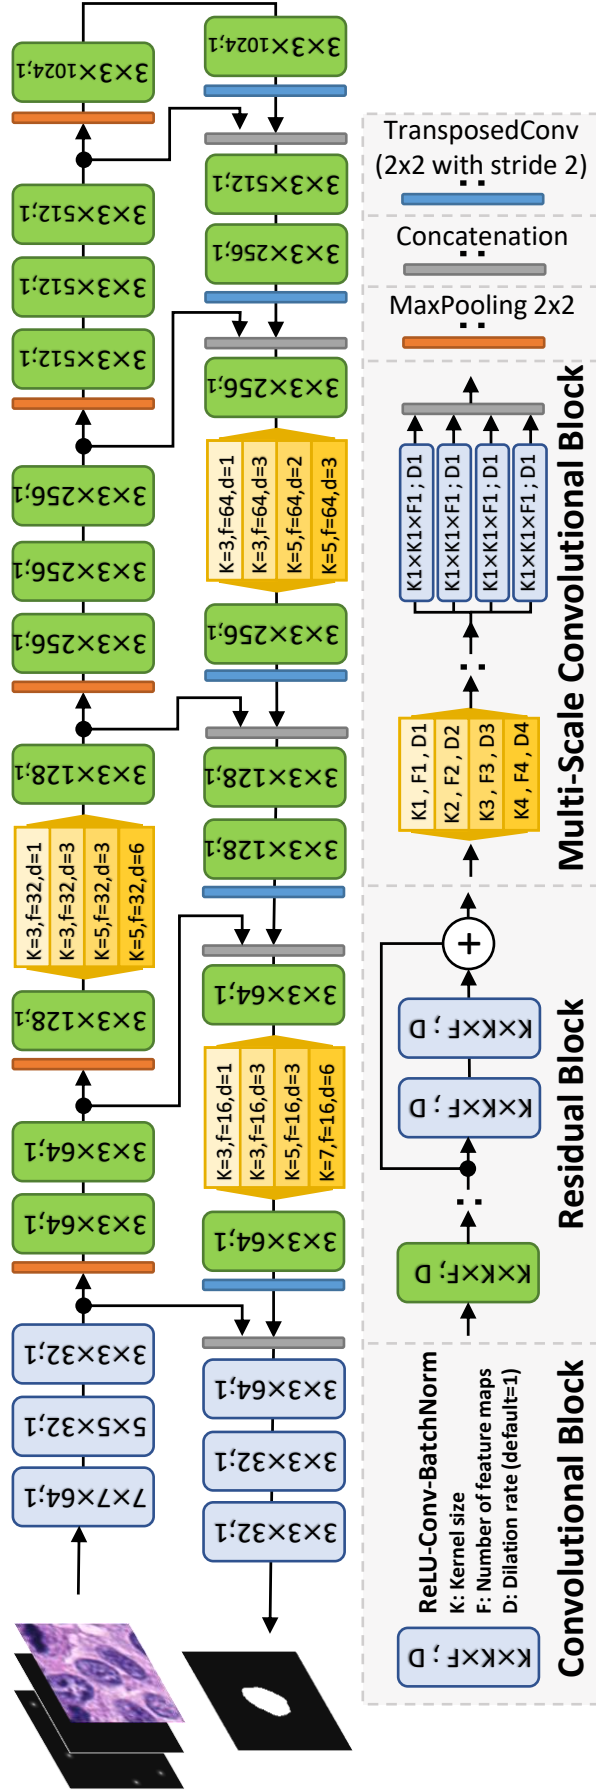 7×7×64;1
5×5×32;1
3×3×32;1
3×3×64;1
3×3×64;1
3×3×128;1
K=3,f=32,d=1
K=3,f=32,d=3
K=5,f=32,d=3
K=5,f=32,d=6
3×3×128;1
3×3×256;1
3×3×256;1
3×3×256;1
3×3×512;1
3×3×512;1
3×3×512;1
3×3×1024;1
3×3×32;1
3×3×32;1
3×3×64;1
3×3×64;1
K=3,f=16,d=1
K=3,f=16,d=3
K=5,f=16,d=3
K=7,f=16,d=6
3×3×64;1
3×3×128;1
3×3×128;1
3×3×256;1
K=3,f=64,d=1
K=3,f=64,d=3
K=5,f=64,d=2
K=5,f=64,d=3
3×3×256;1
3×3×256;1
3×3×512;1
3×3×1024;1
K×K×F; D
ReLU-Conv-BatchNorm
K: Kernel size
F: Number of feature maps
D: Dilation rate (default=1)
Convolutional Block
K×K×F; D
:
K×K×F; D
K×K×F; D
+
Residual Block
K1 , F1 , D1
K2 , F2 , D2
K3 , F3 , D3
K4 , F4 , D4
:
K1×K1×F1 ; D1
K1×K1×F1 ; D1
K1×K1×F1 ; D1
K1×K1×F1 ; D1
Multi-Scale Convolutional Block
: MaxPooling 2x2
: Concatenation
: TransposedConv
(2x2 with stride 2)